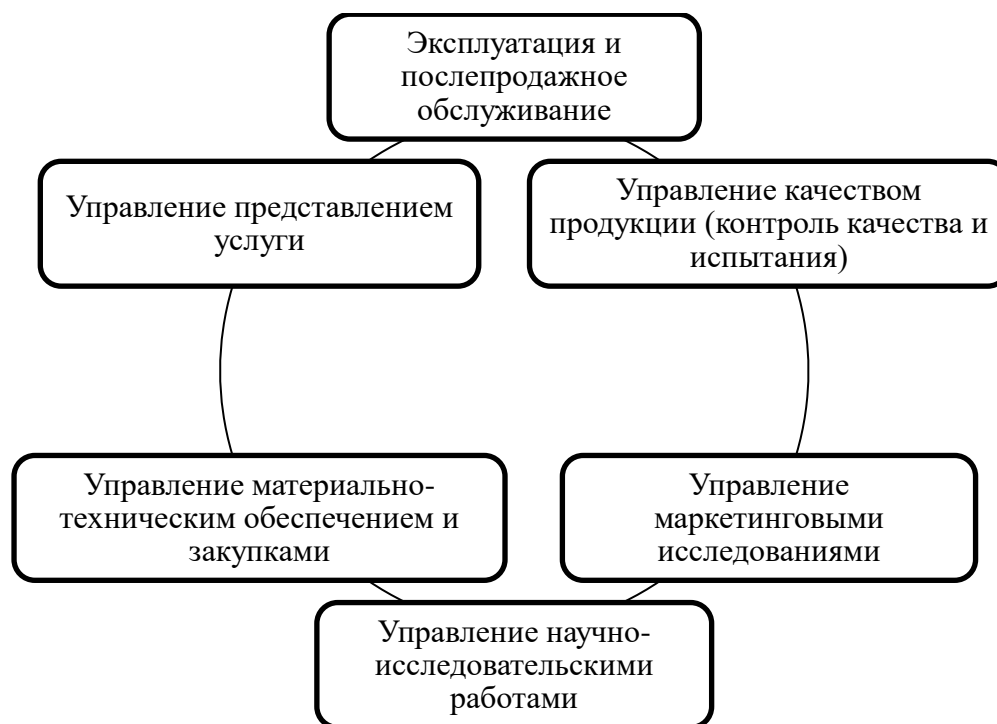 Эксплуатация и
послепродажное
обслуживание
Управление представлением
услуги
Управление качеством
продукции (контроль качества и
испытания)
Управление материально-
техническим обеспечением и
закупками
Управление
маркетинговыми
исследованиями
Управление научно-
исследовательскими
работами